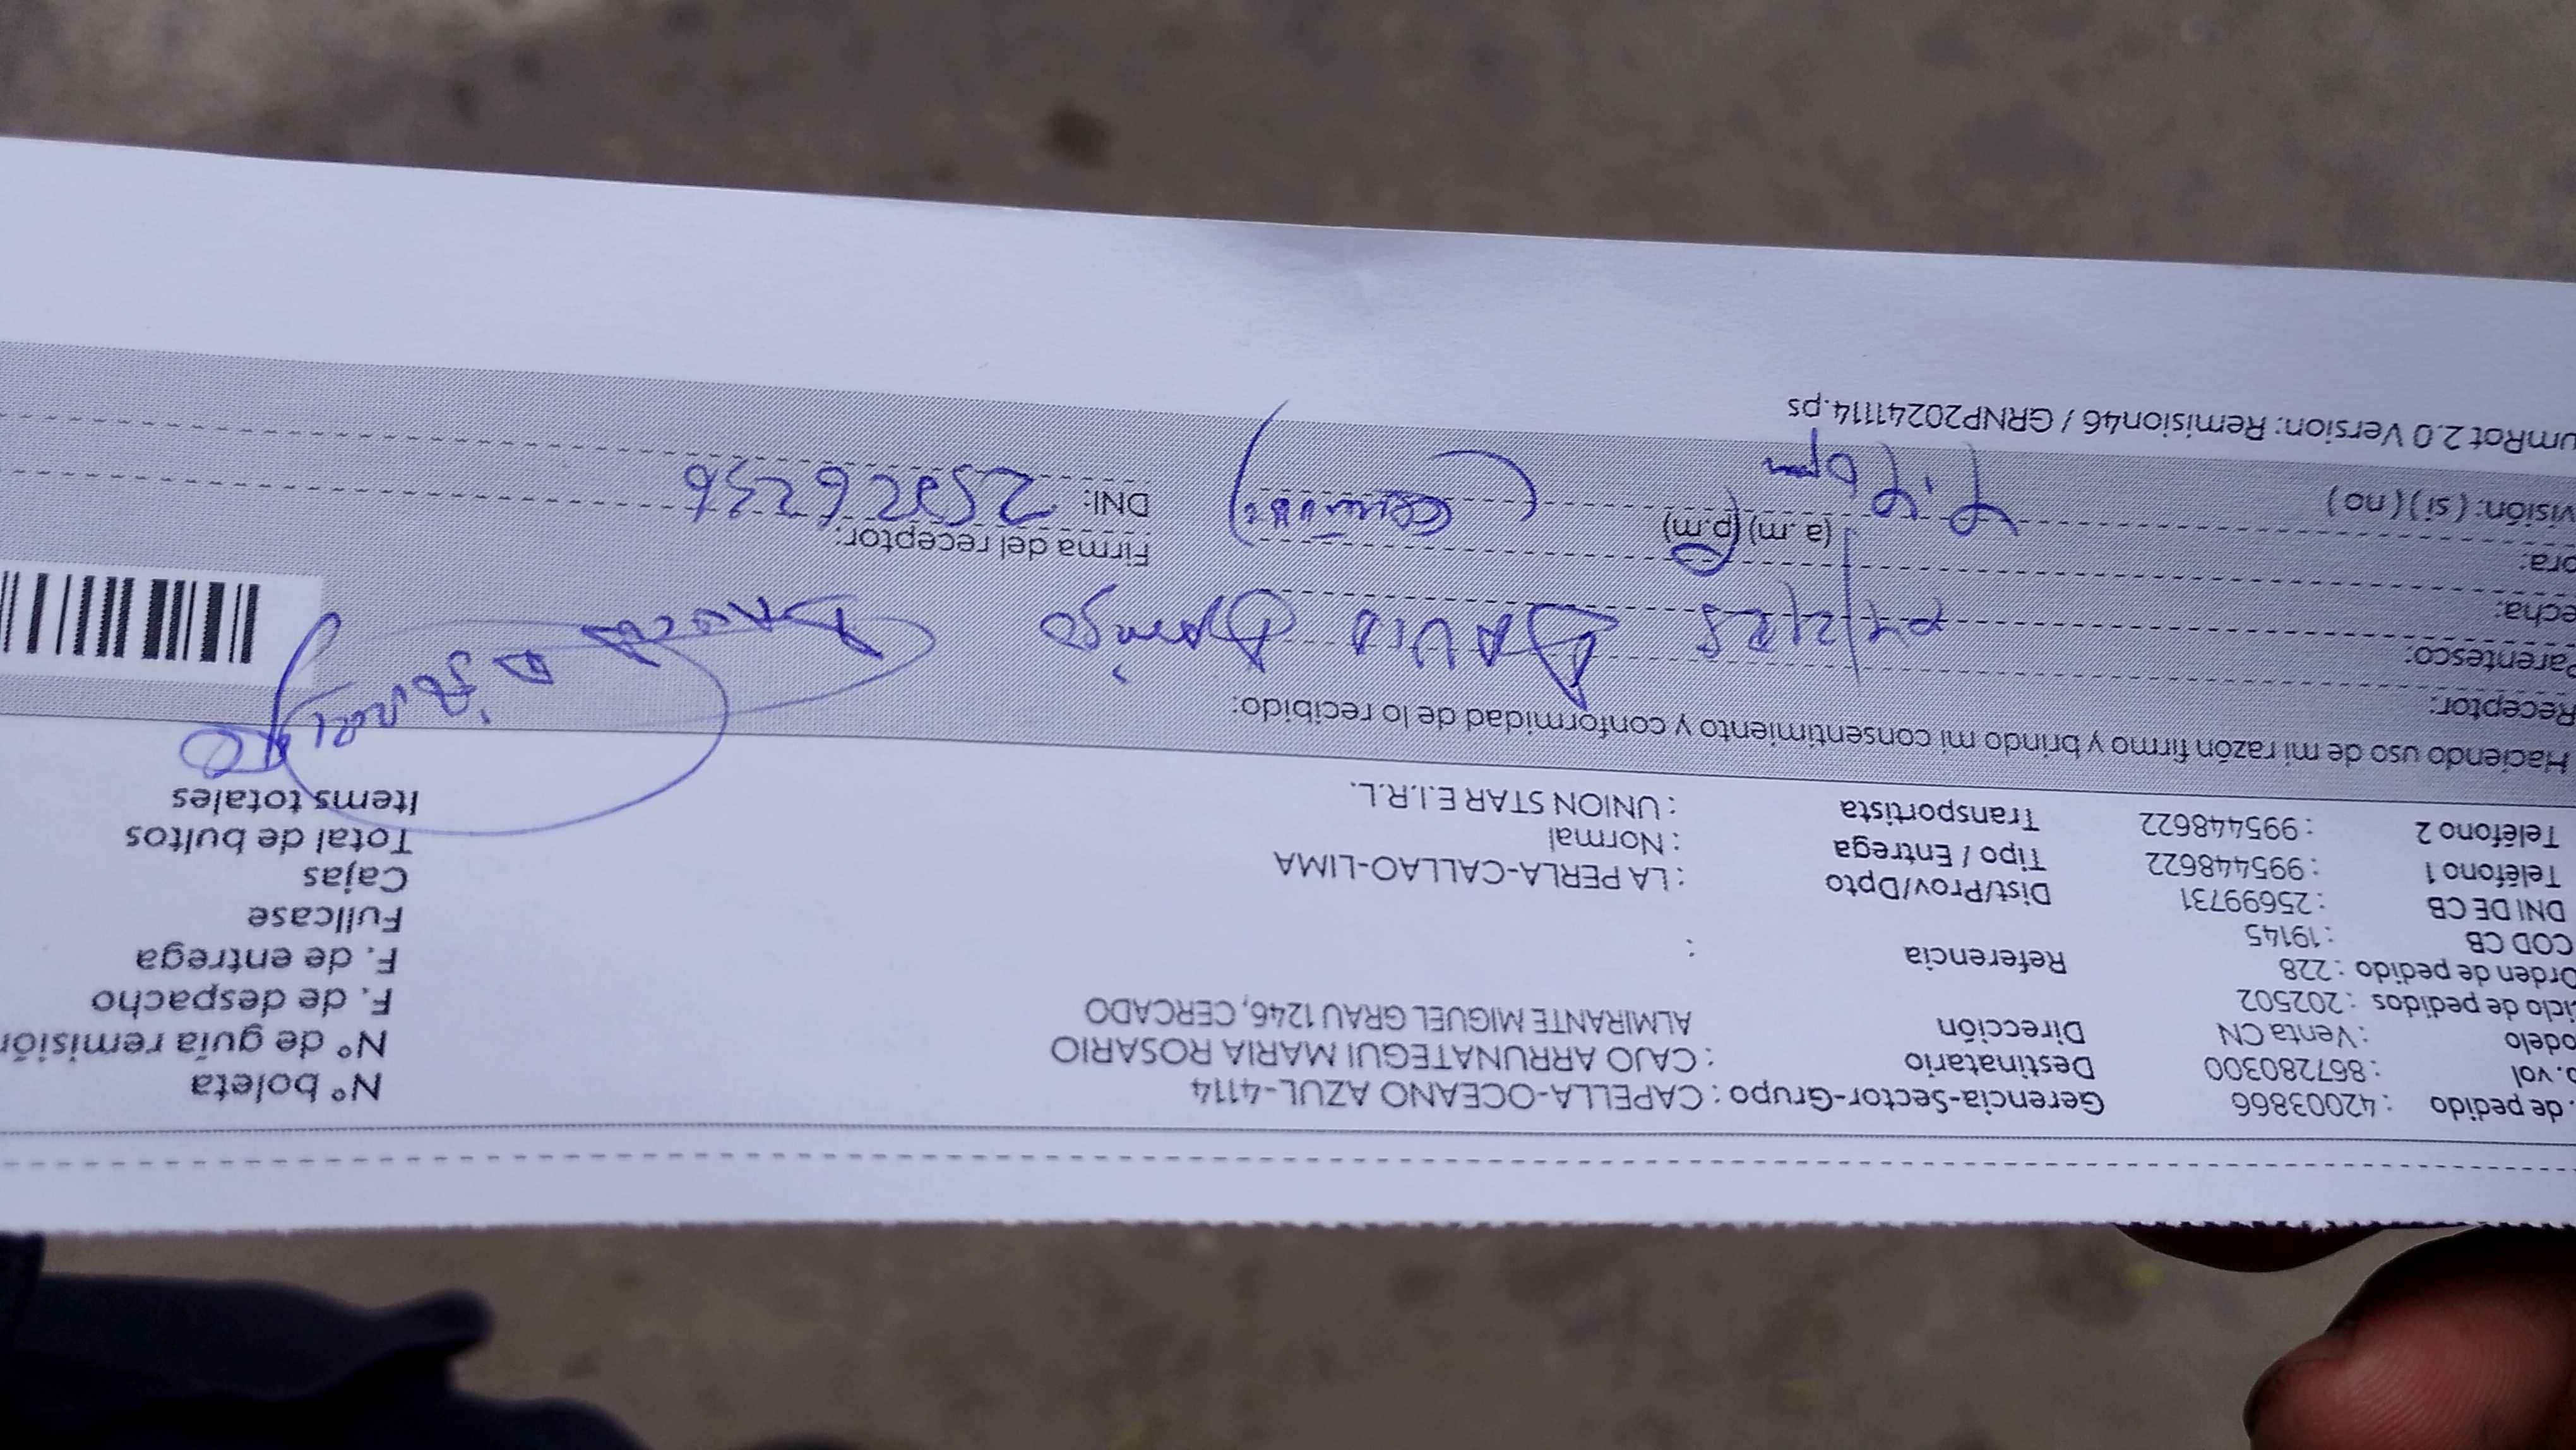 . de pedido : 42003866 Gerencia-Sector-Grupo : CAPELLA-OCEANO AZUL-4114 N° boleta
p. vol : 867280300 Destinatario : CAJO ARRUNATEGUI MARIA ROSARIO N° de guía remisión
odelo : Venta CN Dirección ALMIRANTE MIGUEL GRAU 1246, CERCADO F. de despacho
iclo de pedidos : 202502 F. de entrega
Orden de pedido : 228 Referencia : Fullcase
COD CB : 19145 Cajas
DNI DE CB : 25699731 Dist/Prov/Dpto : LA PERLA-CALLAO-LIMA Total de bultos
Teléfono 1 : 995448622 Tipo / Entrega : Normal Items totales
Teléfono 2 : 995448622 Transportista : UNION STAR E.I.R.L.
Haciendo uso de mi razón firmo y brindo mi consentimiento y conformidad de lo recibido:
Receptor:
Parentesco:
echa:
ora: (a.m) (p.m) Firma del receptor:
visión: (si) (no) DNI:
umRot 2.0 Version: Remision46 / GRNP20241114.ps